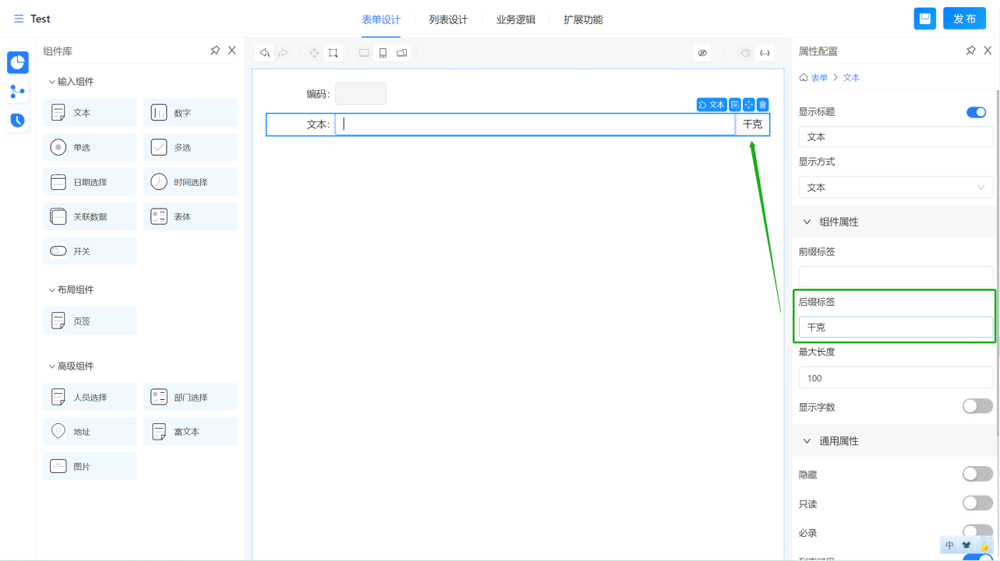 Test
表单设计
列表设计
业务逻辑
扩展功能
发布
组件库
输入组件
文本
数字
单选
多选
日期选择
时间选择
关联数据
表体
开关
布局组件
页签
高级组件
人员选择
部门选择
地址
富文本
图片
编码:
文本
文本:
千克
属性配置
表单 > 文本
显示标题
文本
显示方式
文本
组件属性
前缀标签
后缀标签
千克
最大长度
100
显示字数
通用属性
隐藏
只读
必录
中